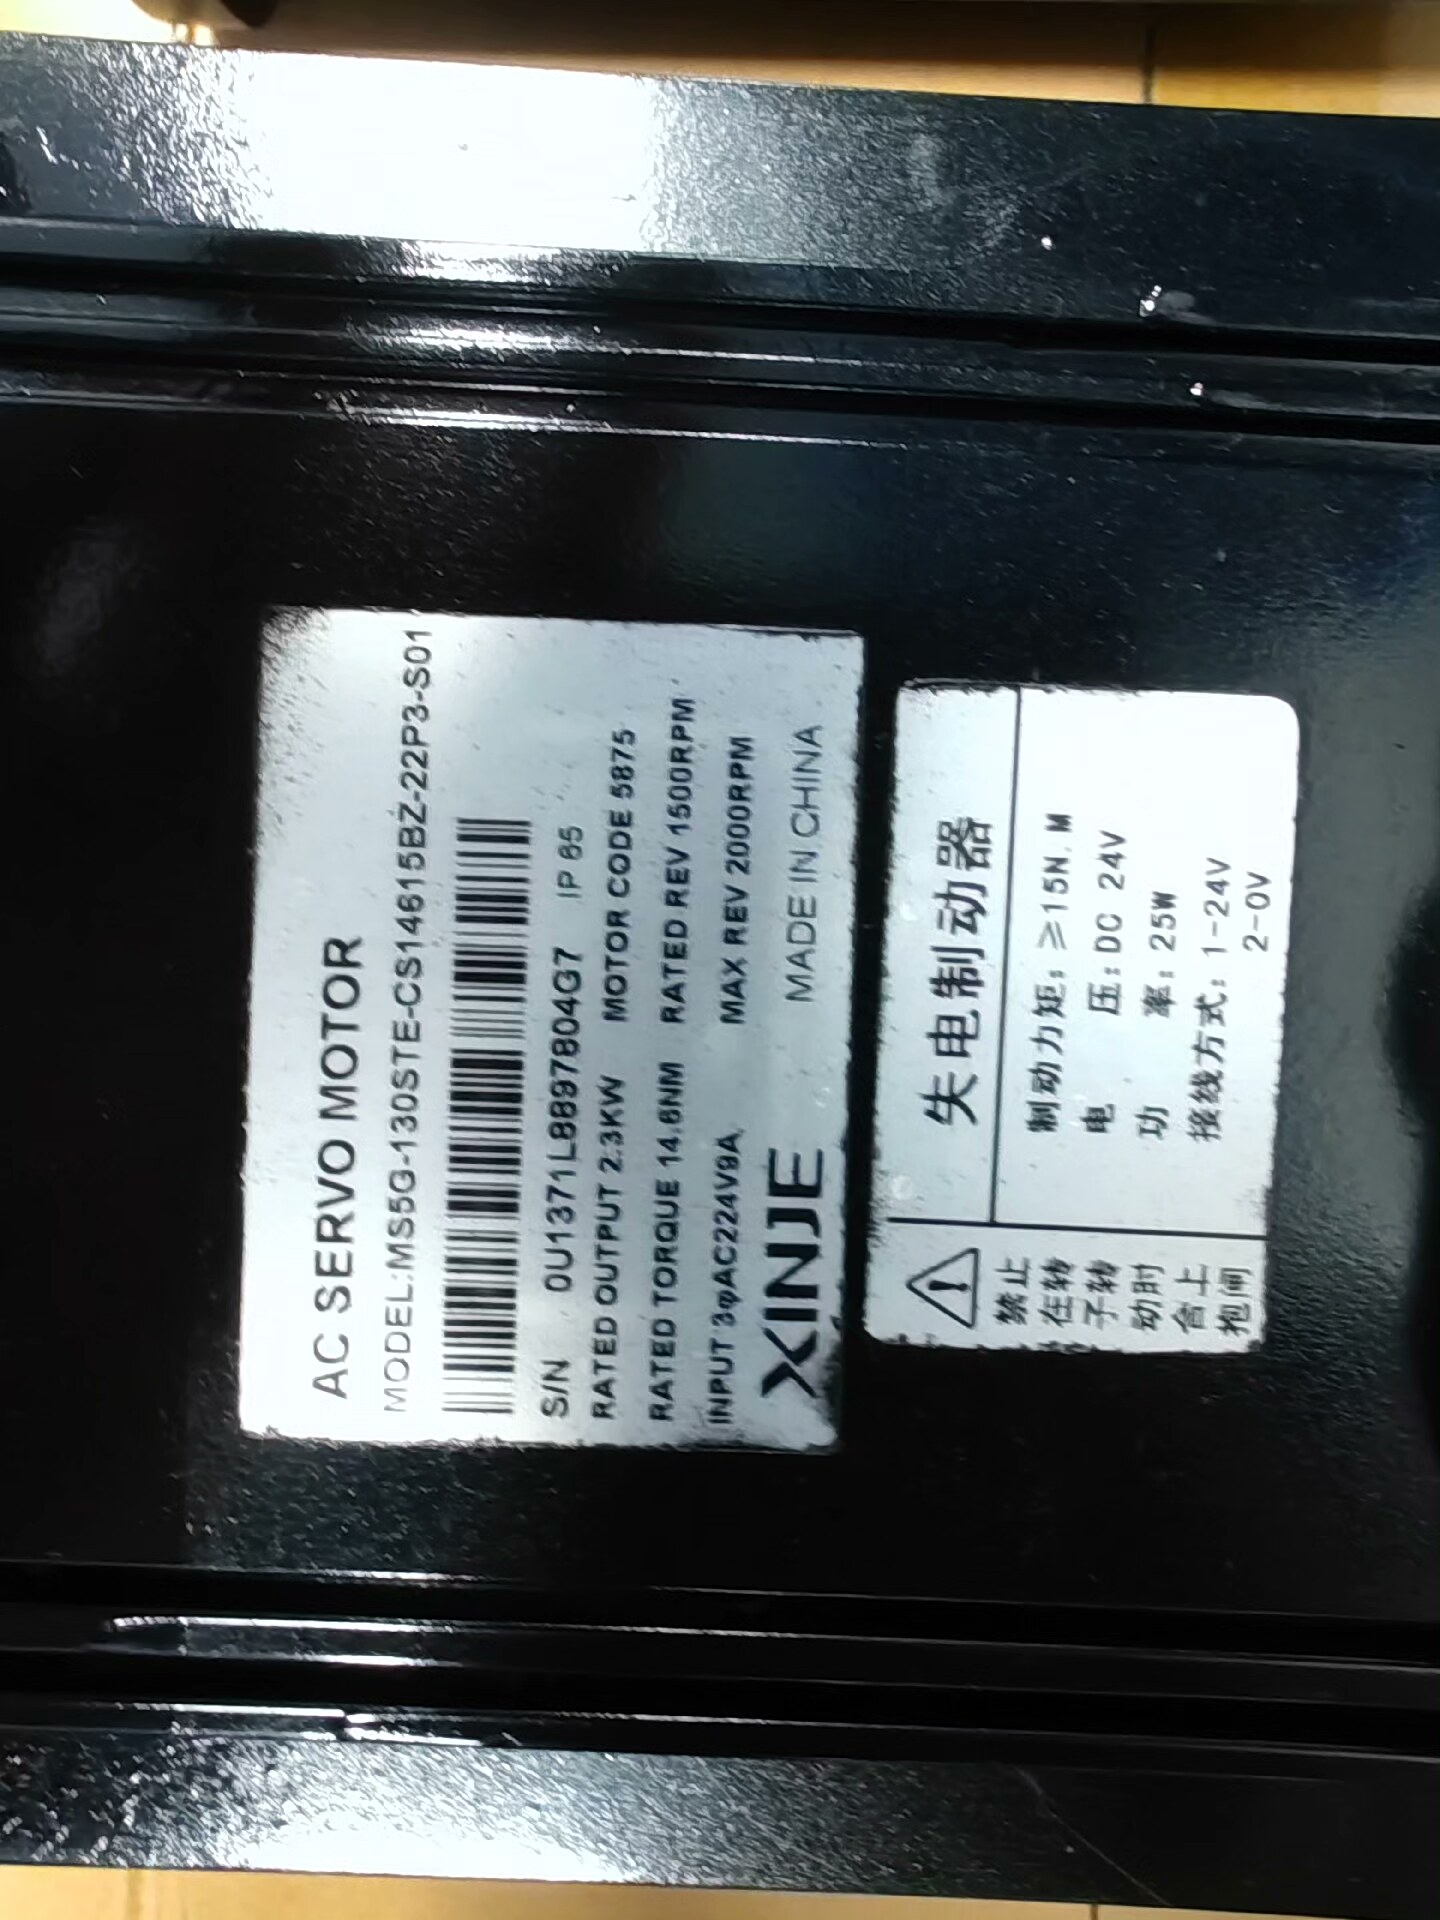 AC SERVO MOTOR
MODEL:MS5G-130STE-CS14615BZ-22P3-S01
S/N 0U1371L8897804G7 IP 65
RATED OUTPUT 2.3KW MOTOR CODE 5875
RATED TORQUE 14.6NM RATED REV 1500RPM
INPUT 3φAC224V9A MAX REV 2000RPM
XINJE MADE IN CHINA
失电制动器
制动力矩:≥15N.M
电 压:DC 24V
功 率:25W
接线方式:1-24V
2-0V
禁止
在转
子转
动时
合上
抱闸